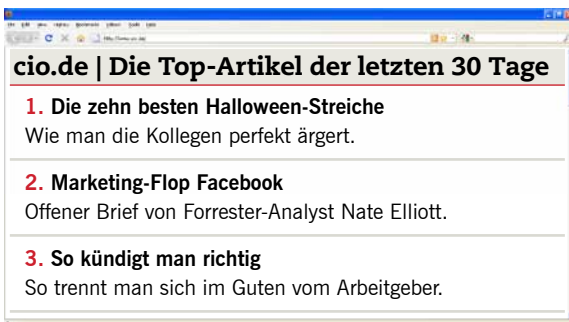 cio.de | Die Top-Artikel der letzten 30 Tage
1. Die zehn besten Halloween-Streiche
Wie man die Kollegen perfekt ärgert.
2. Marketing-Flop Facebook
Offener Brief von Forrester-Analyst Nate Elliott.
3. So kündigt man richtig
So trennt man sich im Guten vom Arbeitgeber.